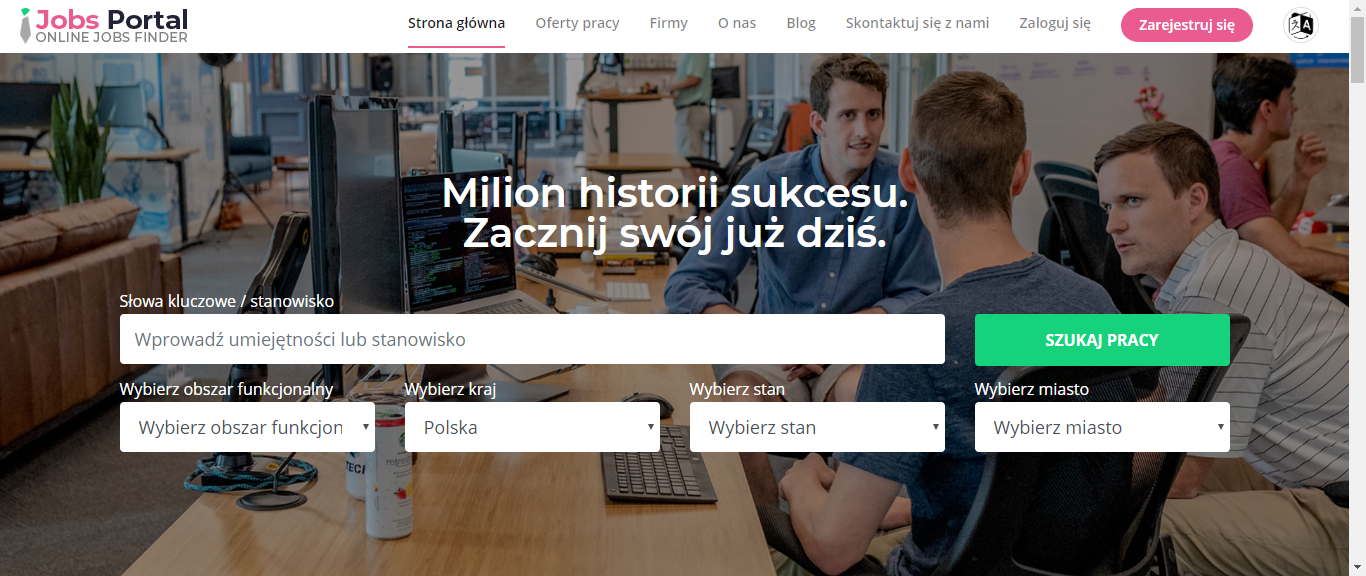 Jobs Portal
ONLINE JOBS FINDER
Strona główna
Oferty pracy
Firmy
O nas
Blog
Skontaktuj się z nami
Zaloguj się
Zarejestruj się
Milion historii sukcesu.
Zacznij swój już dziś.
Słowa kluczowe / stanowisko
Wprowadź umiejętności lub stanowisko
SZUKAJ PRACY
Wybierz obszar funkcjonalny
Wybierz kraj
Wybierz stan
Wybierz miasto
Wybierz obszar funkcjon
Polska
Wybierz stan
Wybierz miasto